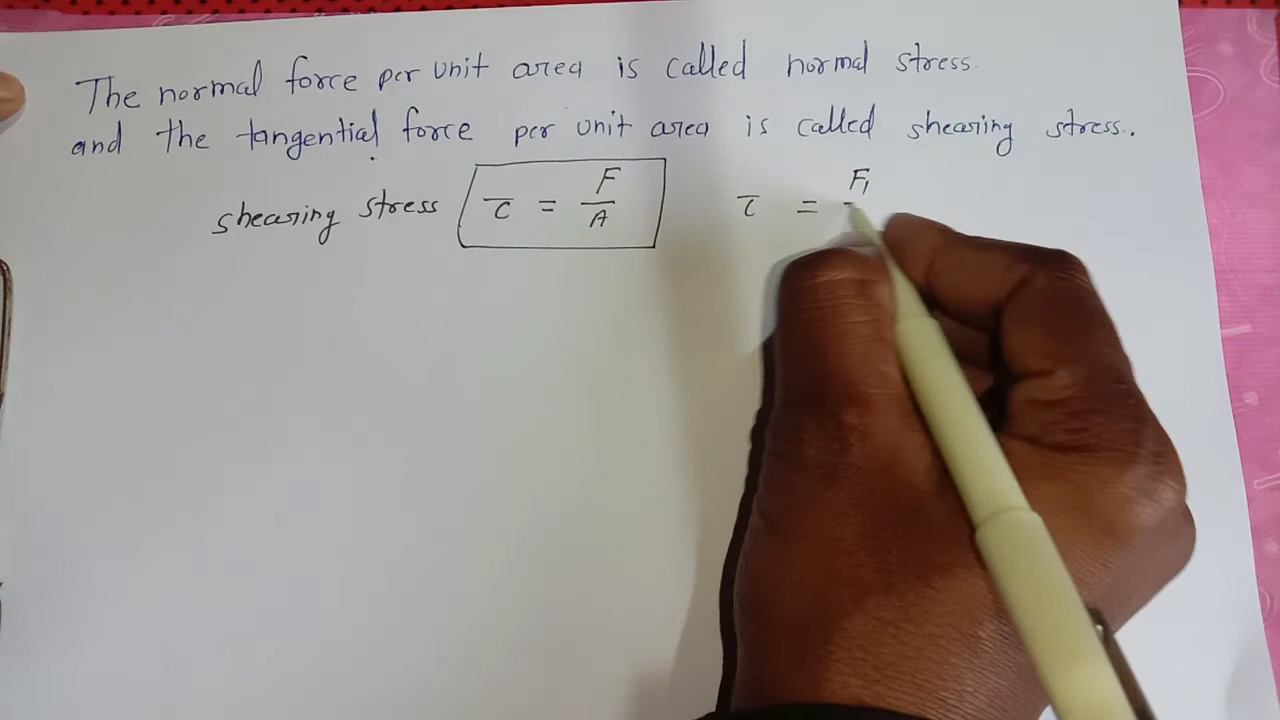 The normal force per unit area is called normal stress.
and the tangential force per unit area is called shearing stress.
shearing stress τ = F/A τ = F₁